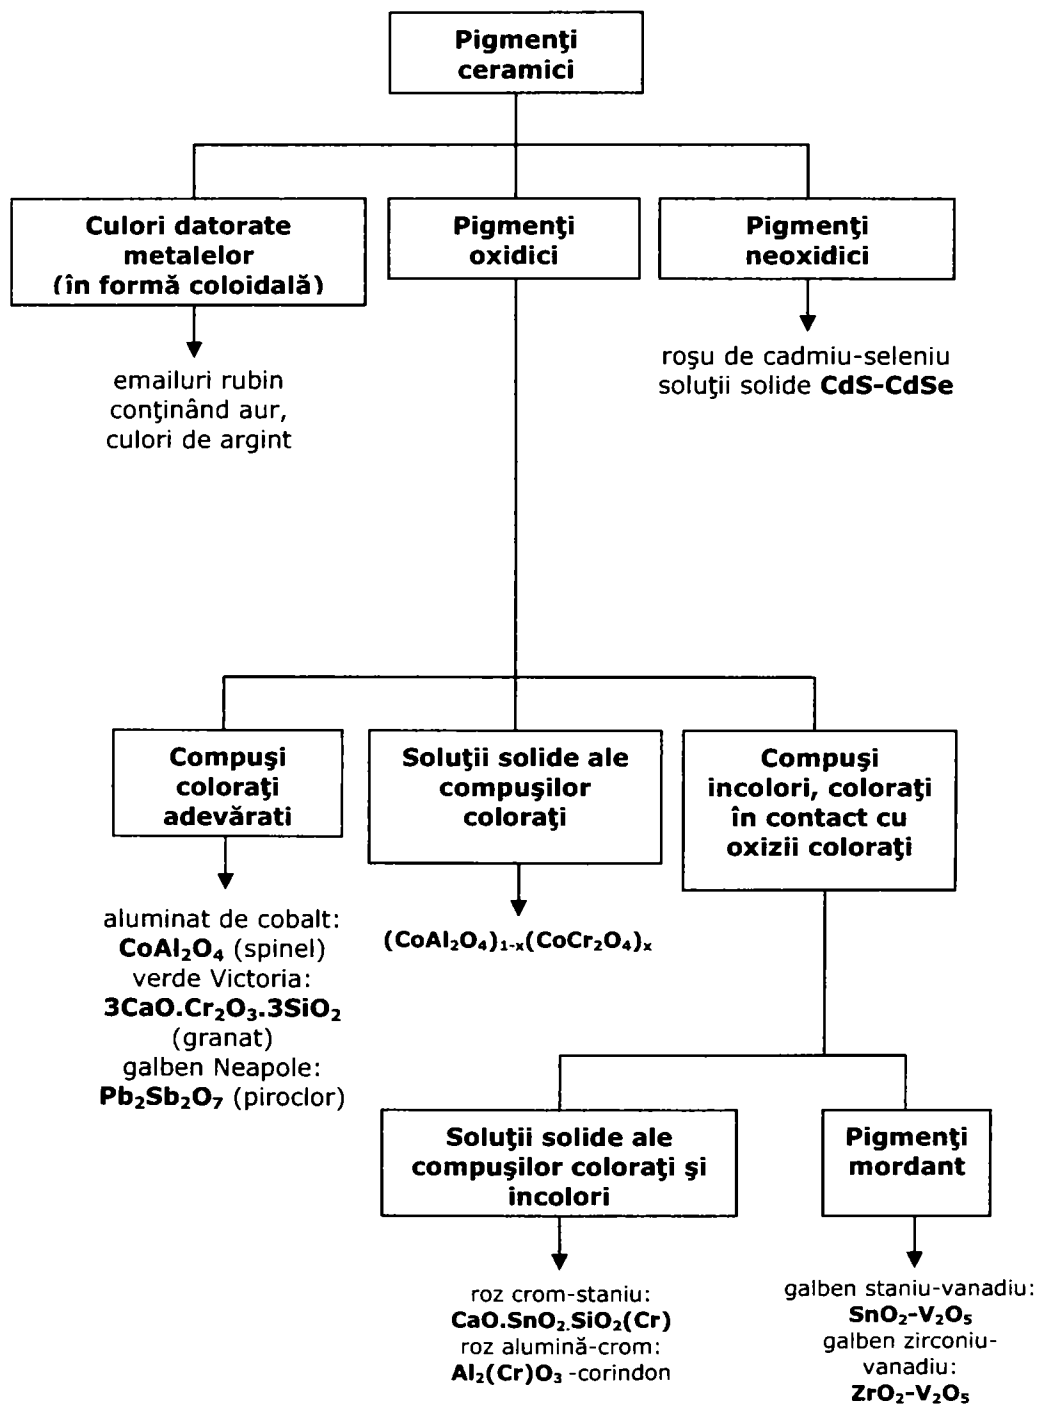 Pigmenţi
ceramici
Culori datorate
metalelor
(în formă coloidală)
Pigmenţi
oxidici
Pigmenţi
neoxidici
emailuri rubin
conţinând aur,
culori de argint
roşu de cadmiu-seleniu
soluţii solide CdS-CdSe
Compuşi
coloraţi
adevărati
Soluţii solide ale
compuşilor
coloraţi
Compuşi
incolori, coloraţi
în contact cu
oxizii coloraţi
aluminat de cobalt:
CoAl₂O₄ (spinel)
verde Victoria:
3CaO.Cr₂O₃.3SiO₂
(granat)
galben Neapole:
Pb₂Sb₂O₇ (piroclor)
(CoAl₂O₄)₁₋ₓ(CoCr₂O₄)ₓ
Soluţii solide ale
compuşilor coloraţi şi
incolori
Pigmenţi
mordant
roz crom-staniu:
CaO.SnO₂.SiO₂(Cr)
roz alumină-crom:
Al₂(Cr)O₃ -corindon
galben staniu-vanadiu:
SnO₂-V₂O₅
galben zirconiu-
vanadiu:
ZrO₂-V₂O₅